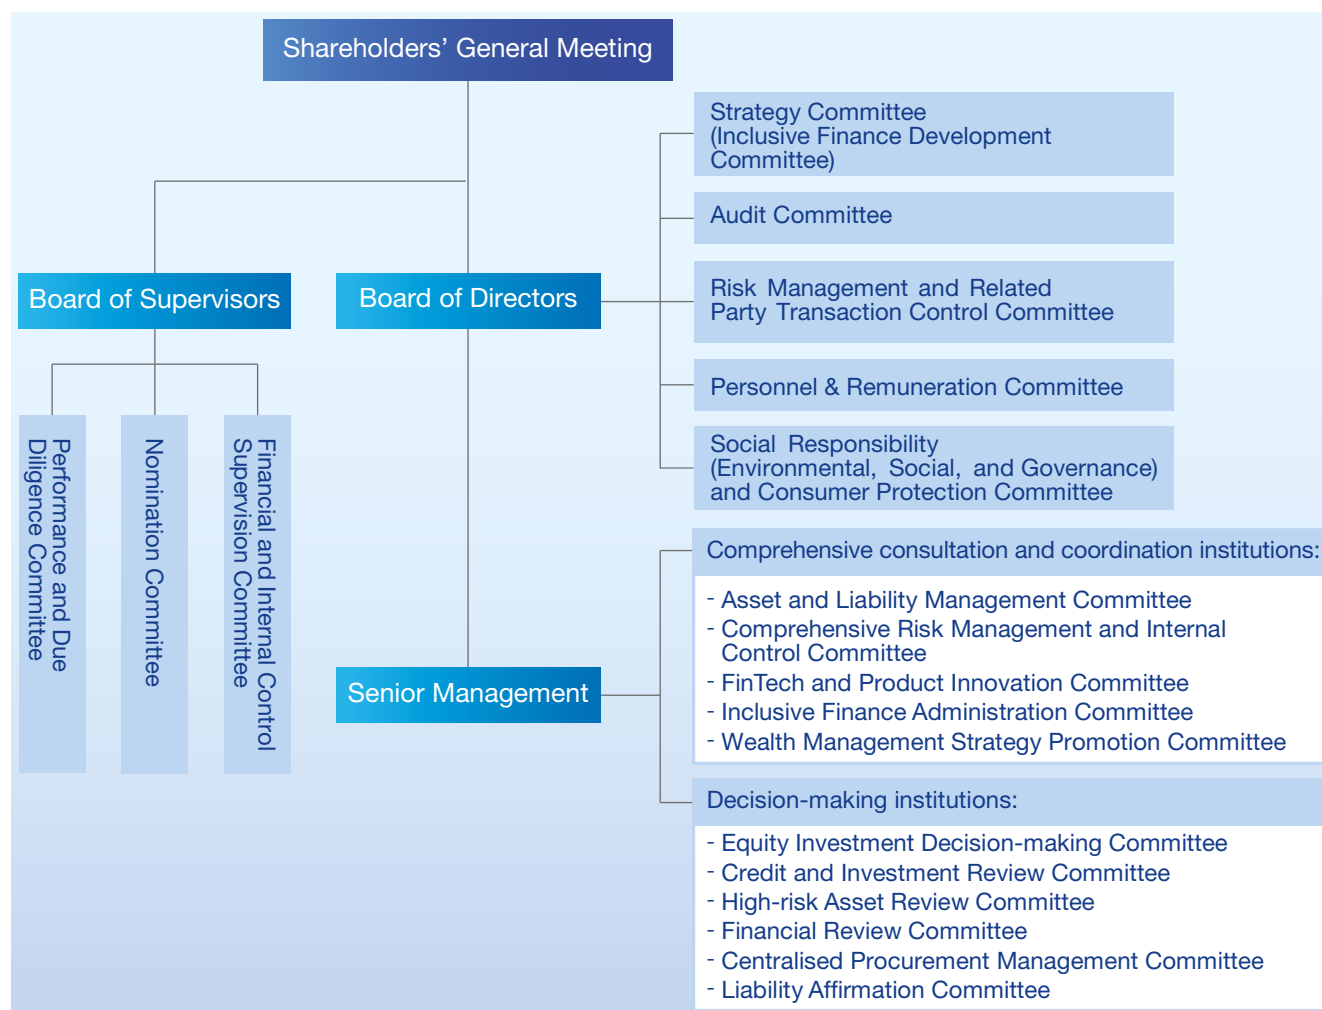 Shareholders’ General Meeting
Strategy Committee
(Inclusive Finance Development
Committee)
Audit Committee
Board of Supervisors
Board of Directors
Risk Management and Related
Party Transaction Control Committee
Personnel & Remuneration Committee
Social Responsibility
(Environmental, Social, and Governance)
and Consumer Protection Committee
Performance and Due
Diligence Committee
Nomination Committee
Financial and Internal Control
Supervision Committee
Senior Management
Comprehensive consultation and coordination institutions:
- Asset and Liability Management Committee
- Comprehensive Risk Management and Internal
Control Committee
- FinTech and Product Innovation Committee
- Inclusive Finance Administration Committee
- Wealth Management Strategy Promotion Committee
Decision-making institutions:
- Equity Investment Decision-making Committee
- Credit and Investment Review Committee
- High-risk Asset Review Committee
- Financial Review Committee
- Centralised Procurement Management Committee
- Liability Affirmation Committee